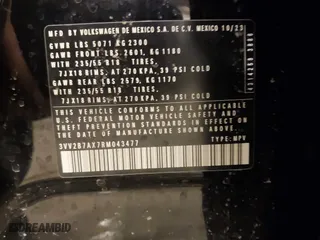 MFD BY VOLKSWAGEN DE MEXICO S.A. DE C.V. MEXICO 10/23
GVWR LBS 5071 KG 2300
GAWR FRONT LBS 2601, KG 1180
235/55 R18 TIRES,
7JX18 RIMS, AT 270 KPA, 39 PSI COLD
GAWR REAR LBS 2579, KG 1170
235/55 R18 TIRES,
7JX18 RIMS, AT 270 KPA, 39 PSI COLD
THIS VEHICLE CONFORMS TO ALL APPLICABLE
FEDERAL MOTOR VEHICLE SAFETY AND
THEFT PREVENTION STANDARDS IN EFFECT ON THE
DATE OF MANUFACTURE SHOWN ABOVE.
3VV2B7AX7RM043477
TYPE: MPV
DREAMBID